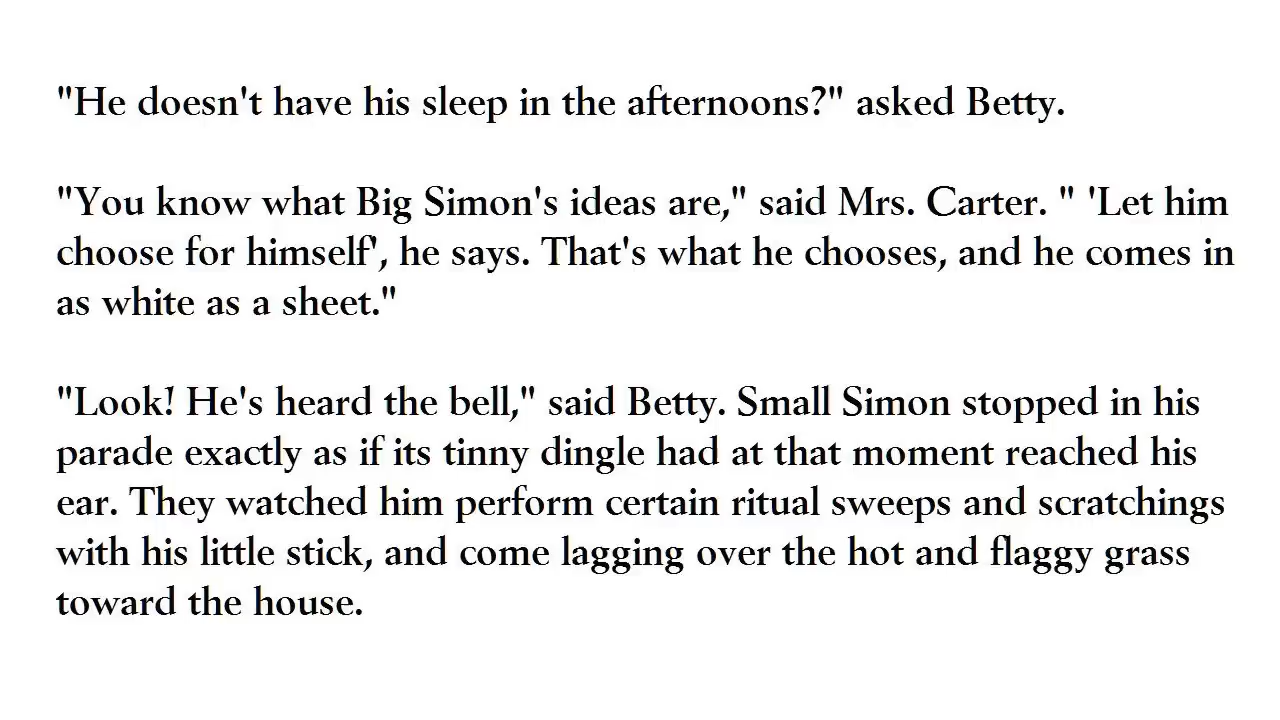 "He doesn't have his sleep in the afternoons?" asked Betty.
"You know what Big Simon's ideas are," said Mrs. Carter. " 'Let him
choose for himself', he says. That's what he chooses, and he comes in
as white as a sheet."
"Look! He's heard the bell," said Betty. Small Simon stopped in his
parade exactly as if its tinny dingle had at that moment reached his
ear. They watched him perform certain ritual sweeps and scratchings
with his little stick, and come lagging over the hot and flaggy grass
toward the house.